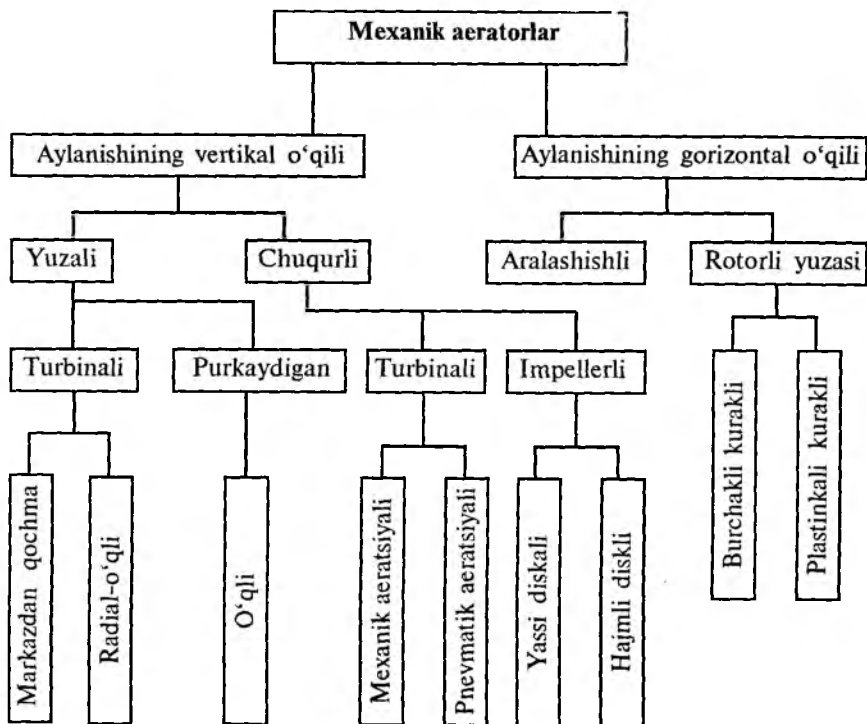 Mexanik aeratorlar
Aylanishining vertikal o‘qili
Aylanishining gorizontal o‘qili
Yuzali
Chuqurli
Aralashishli
Rotorli yuzasi
Turbinali
Purkaydigan
Turbinali
Impellerli
Burchakli kurakli
Plastinkali kurakli
Markazdan qochma
Radial-o‘qli
O‘qli
Mexanik aeratsiyali
Pnevmatik aeratsiyali
Yassi diskali
Hajmli diskli